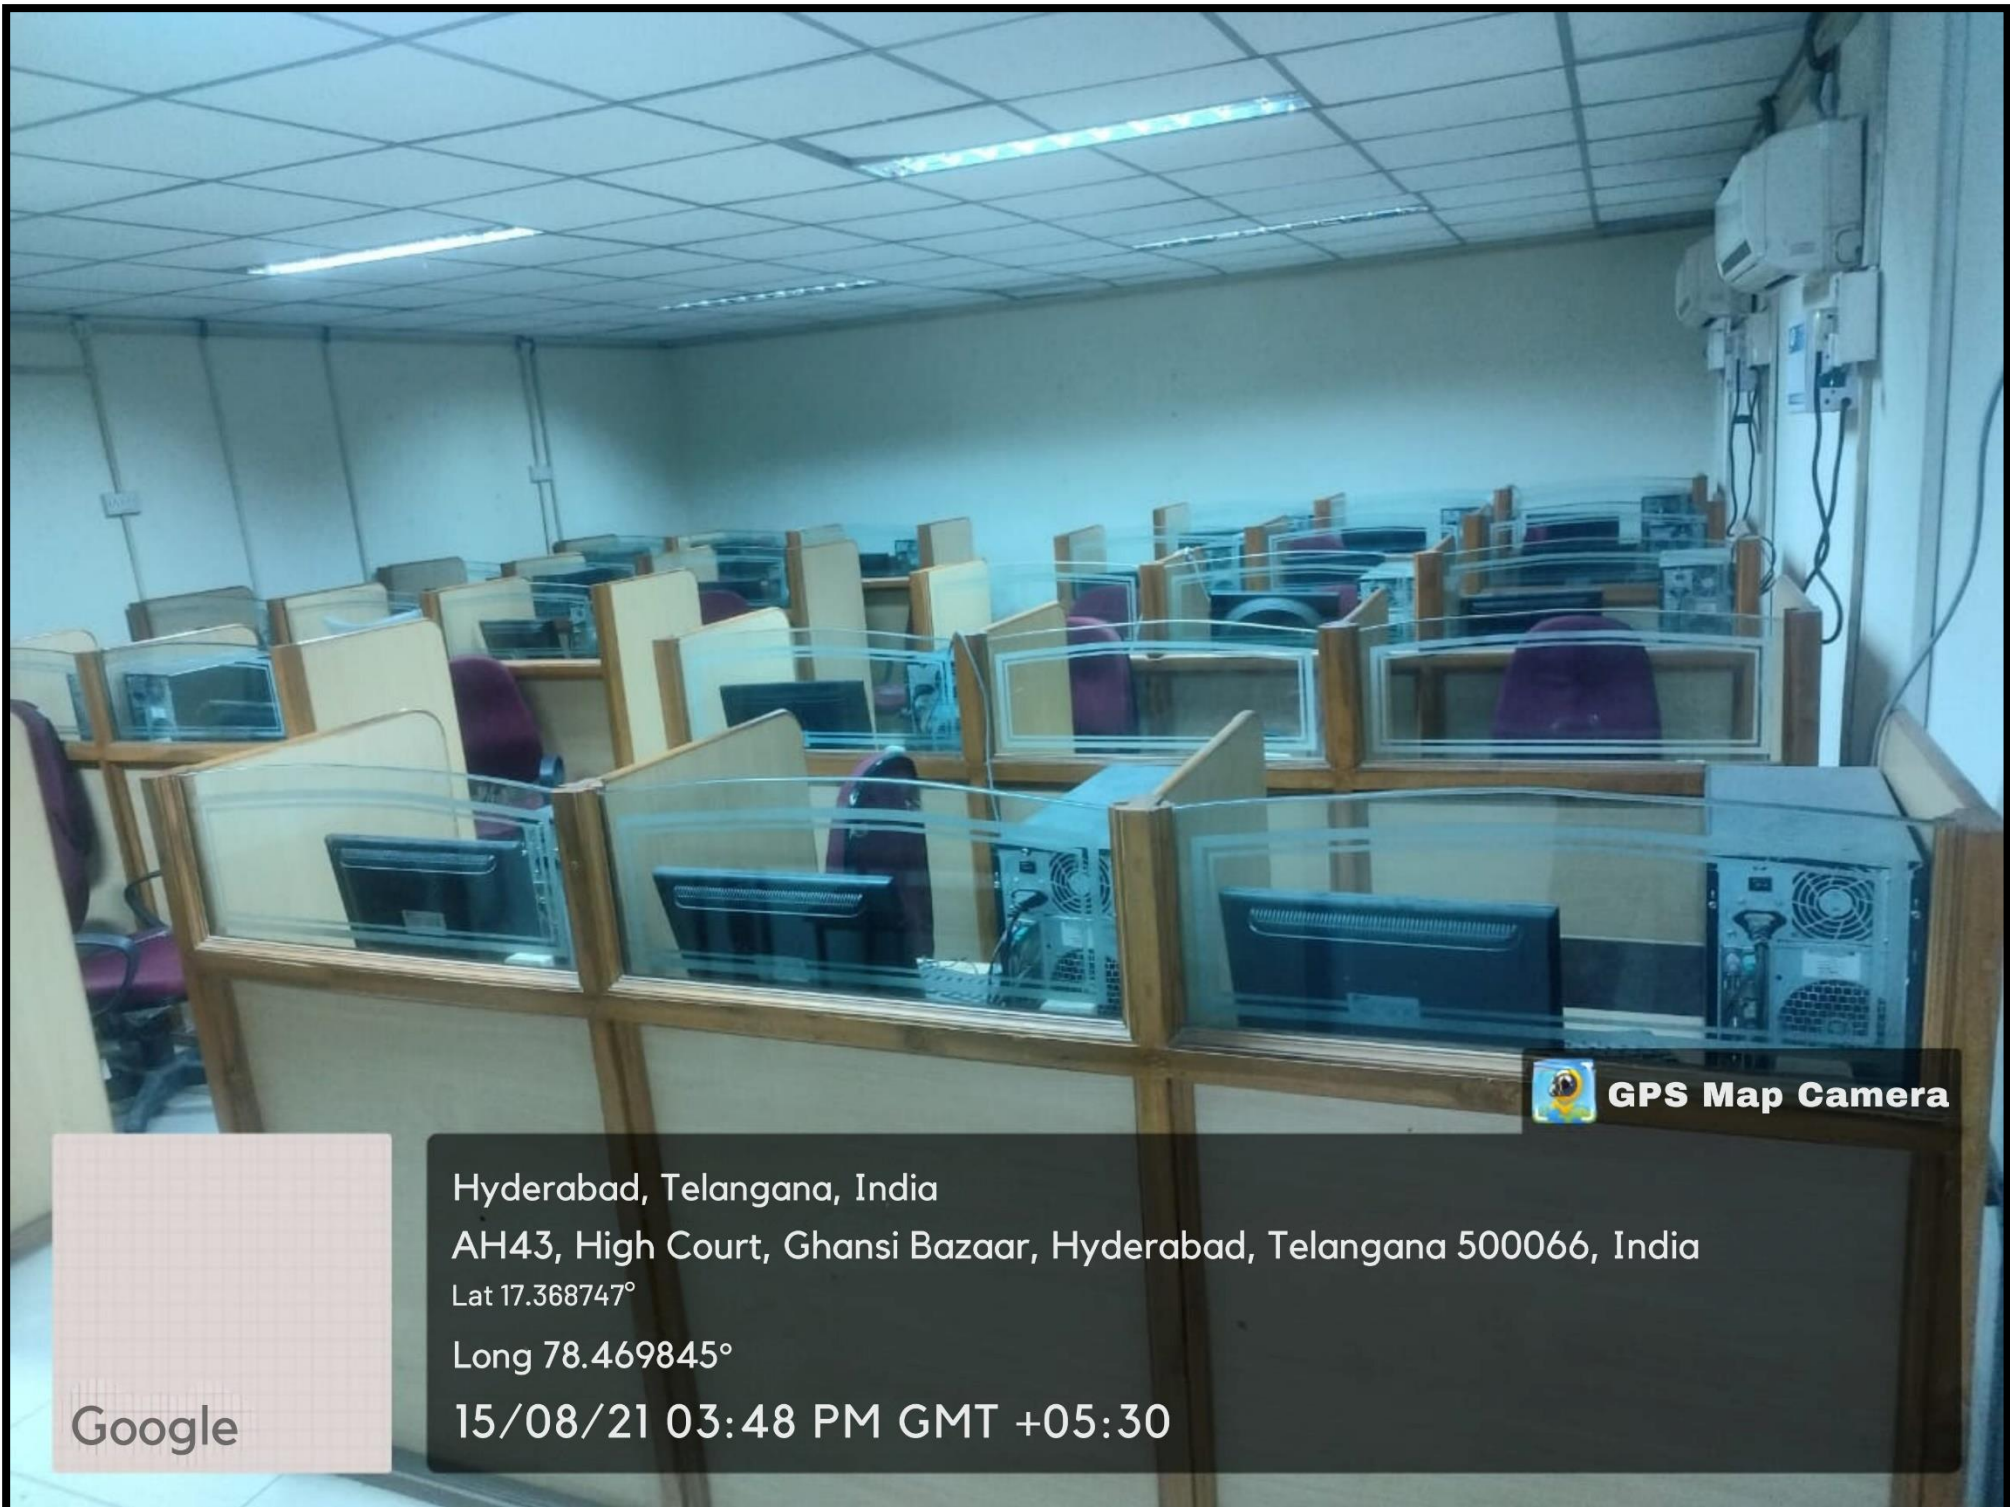 GPS Map Camera
Hyderabad, Telangana, India
AH43, High Court, Ghansi Bazaar, Hyderabad, Telangana 500066, India
Lat 17.368747°
Long 78.469845°
15/08/21 03:48 PM GMT +05:30
Google